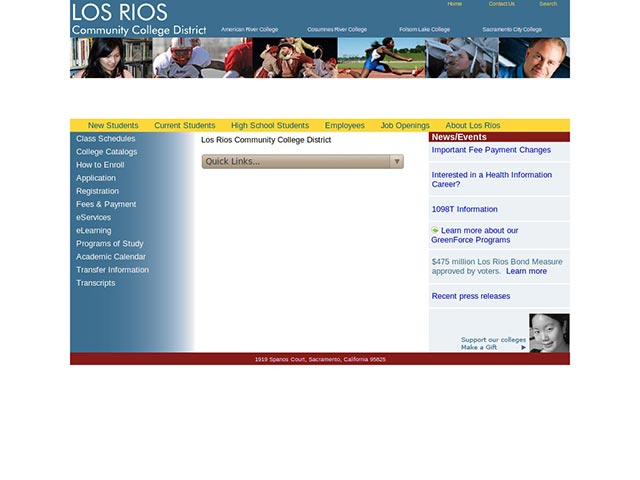 LOS RIOS
Community College District
Home Contact Us Search
American River College Cosumnes River College Folsom Lake College Sacramento City College
New Students Current Students High School Students Employees Job Openings About Los Rios
Class Schedules
College Catalogs
How to Enroll
Application
Registration
Fees & Payment
eServices
eLearning
Programs of Study
Academic Calendar
Transfer Information
Transcripts
Los Rios Community College District
Quick Links...
News/Events
Important Fee Payment Changes
Interested in a Health Information
Career?
1098T Information
Learn more about our
GreenForce Programs
$475 million Los Rios Bond Measure
approved by voters. Learn more
Recent press releases
Support our colleges
Make a Gift
1919 Spanos Court, Sacramento, California 95825